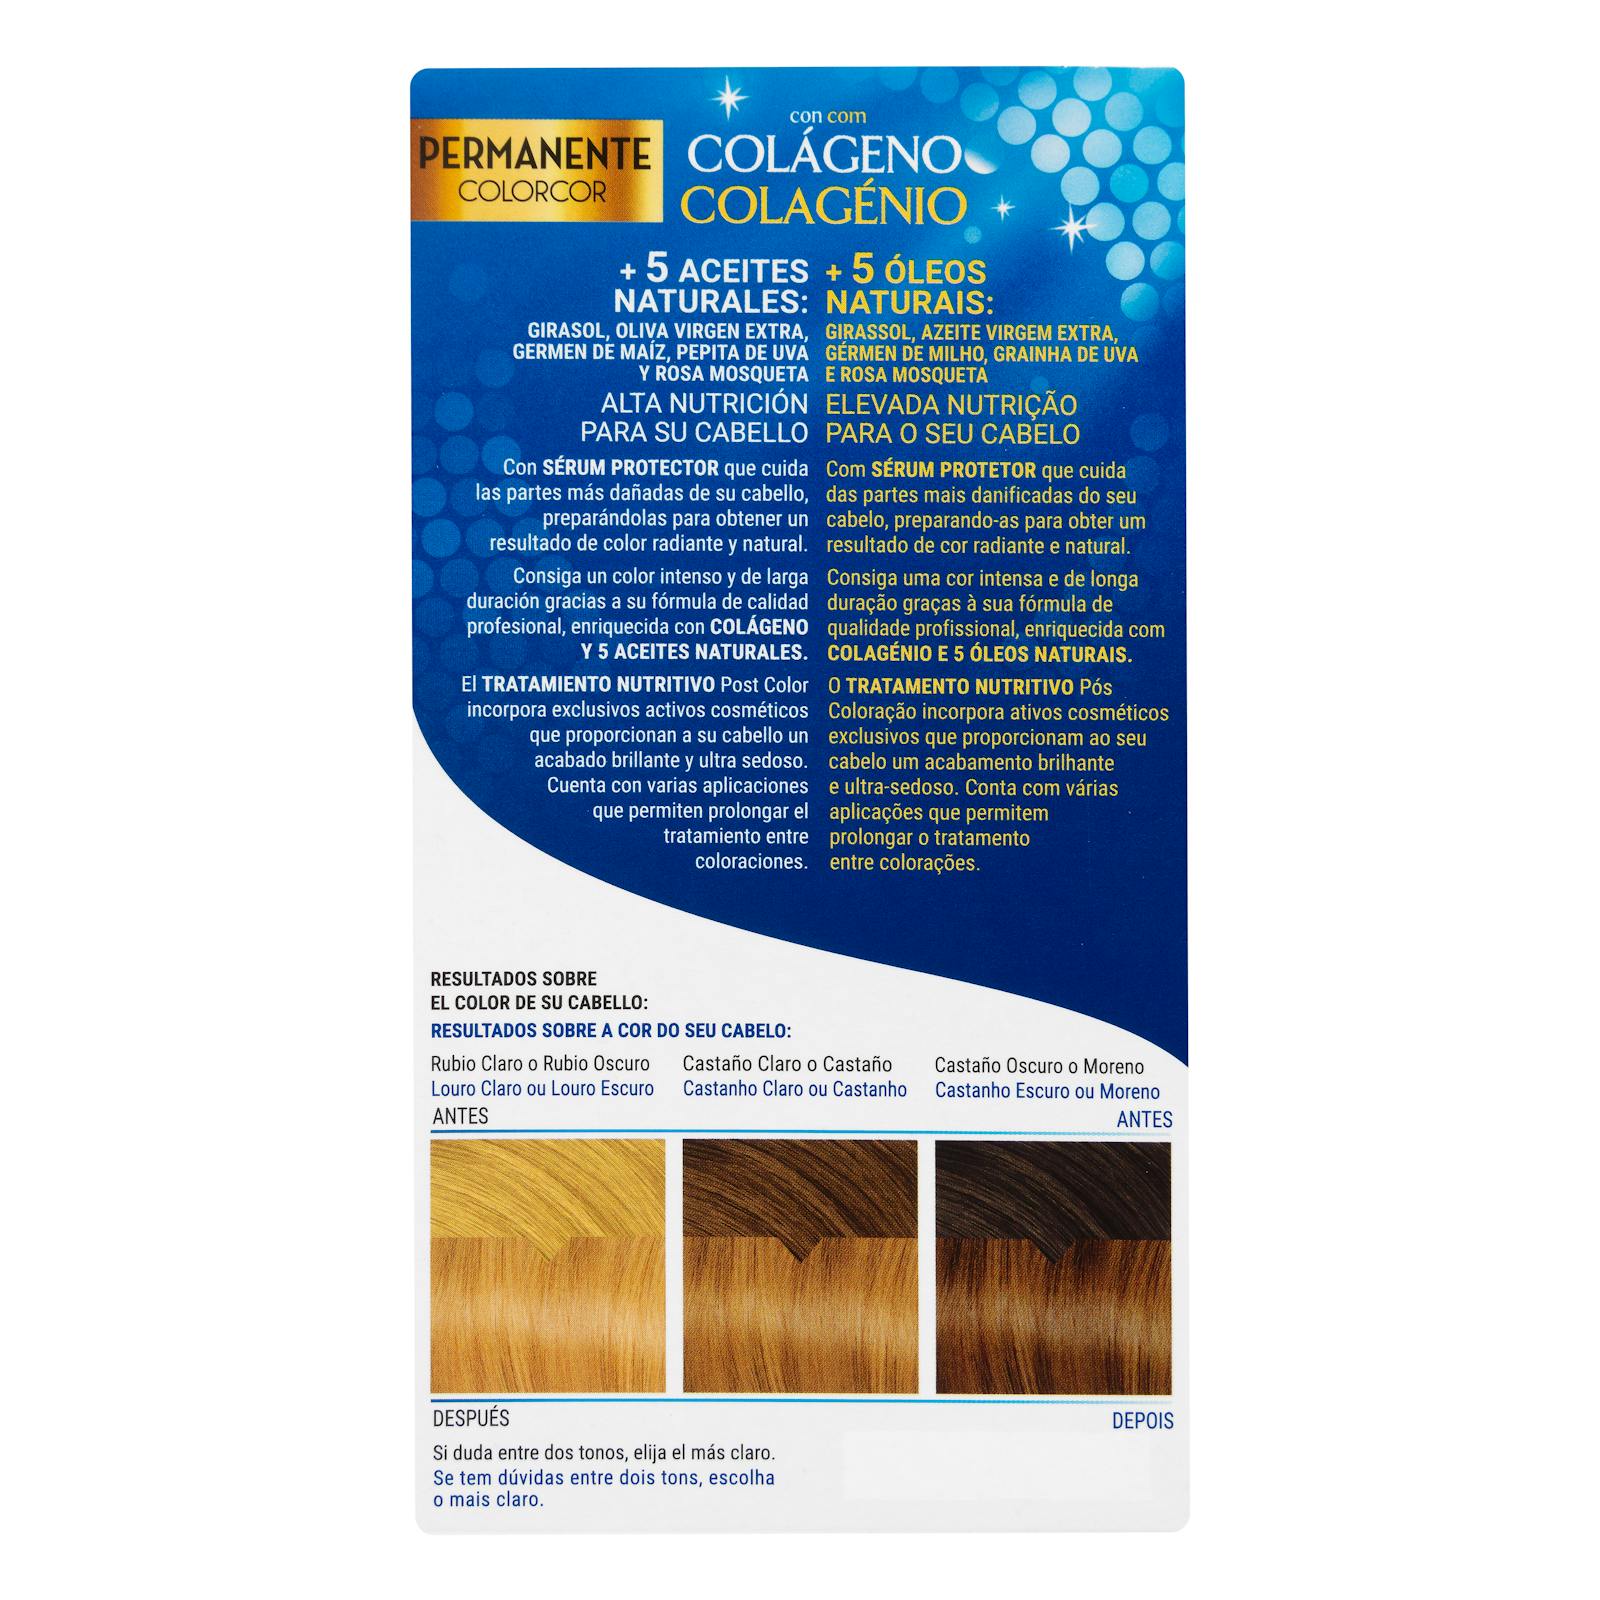 PERMANENTE
COLORCOR
con com
COLÁGENO
COLAGÉNIO
+ 5 ACEITES
NATURALES:
GIRASOL, OLIVA VIRGEN EXTRA,
GERMEN DE MAÍZ, PEPITA DE UVA
Y ROSA MOSQUETA
ALTA NUTRICIÓN
PARA SU CABELLO
Con SÉRUM PROTECTOR que cuida
las partes más dañadas de su cabello,
preparándolas para obtener un
resultado de color radiante y natural.
Consiga un color intenso y de larga
duración gracias a su fórmula de calidad
profesional, enriquecida con COLÁGENO
Y 5 ACEITES NATURALES.
El TRATAMIENTO NUTRITIVO Post Color
incorpora exclusivos activos cosméticos
que proporcionan a su cabello un
acabado brillante y ultra sedoso.
Cuenta con varias aplicaciones
que permiten prolongar el
tratamiento entre
coloraciones.
+ 5 ÓLEOS
NATURAIS:
GIRASSOL, AZEITE VIRGEM EXTRA,
GÉRMEN DE MILHO, GRAINHA DE UVA
E ROSA MOSQUETA
ELEVADA NUTRIÇÃO
PARA O SEU CABELO
Com SÉRUM PROTETOR que cuida
das partes mais danificadas do seu
cabelo, preparando-as para obter um
resultado de cor radiante e natural.
Consiga uma cor intensa e de longa
duração graças à sua fórmula de
qualidade profissional, enriquecida com
COLAGÉNIO E 5 ÓLEOS NATURAIS.
O TRATAMENTO NUTRITIVO Pós
Coloração incorpora ativos cosméticos
exclusivos que proporcionam ao seu
cabelo um acabamento brilhante
e ultra-sedoso. Conta com várias
aplicações que permitem
prolongar o tratamento
entre colorações.
RESULTADOS SOBRE
EL COLOR DE SU CABELLO:
RESULTADOS SOBRE A COR DO SEU CABELO:
Rubio Claro o Rubio Oscuro
Louro Claro ou Louro Escuro
Castaño Claro o Castaño
Castanho Claro ou Castanho
Castaño Oscuro o Moreno
Castanho Escuro ou Moreno
ANTES
ANTES
DESPUÉS
DEPOIS
Si duda entre dos tonos, elija el más claro.
Se tem dúvidas entre dois tons, escolha
o mais claro.